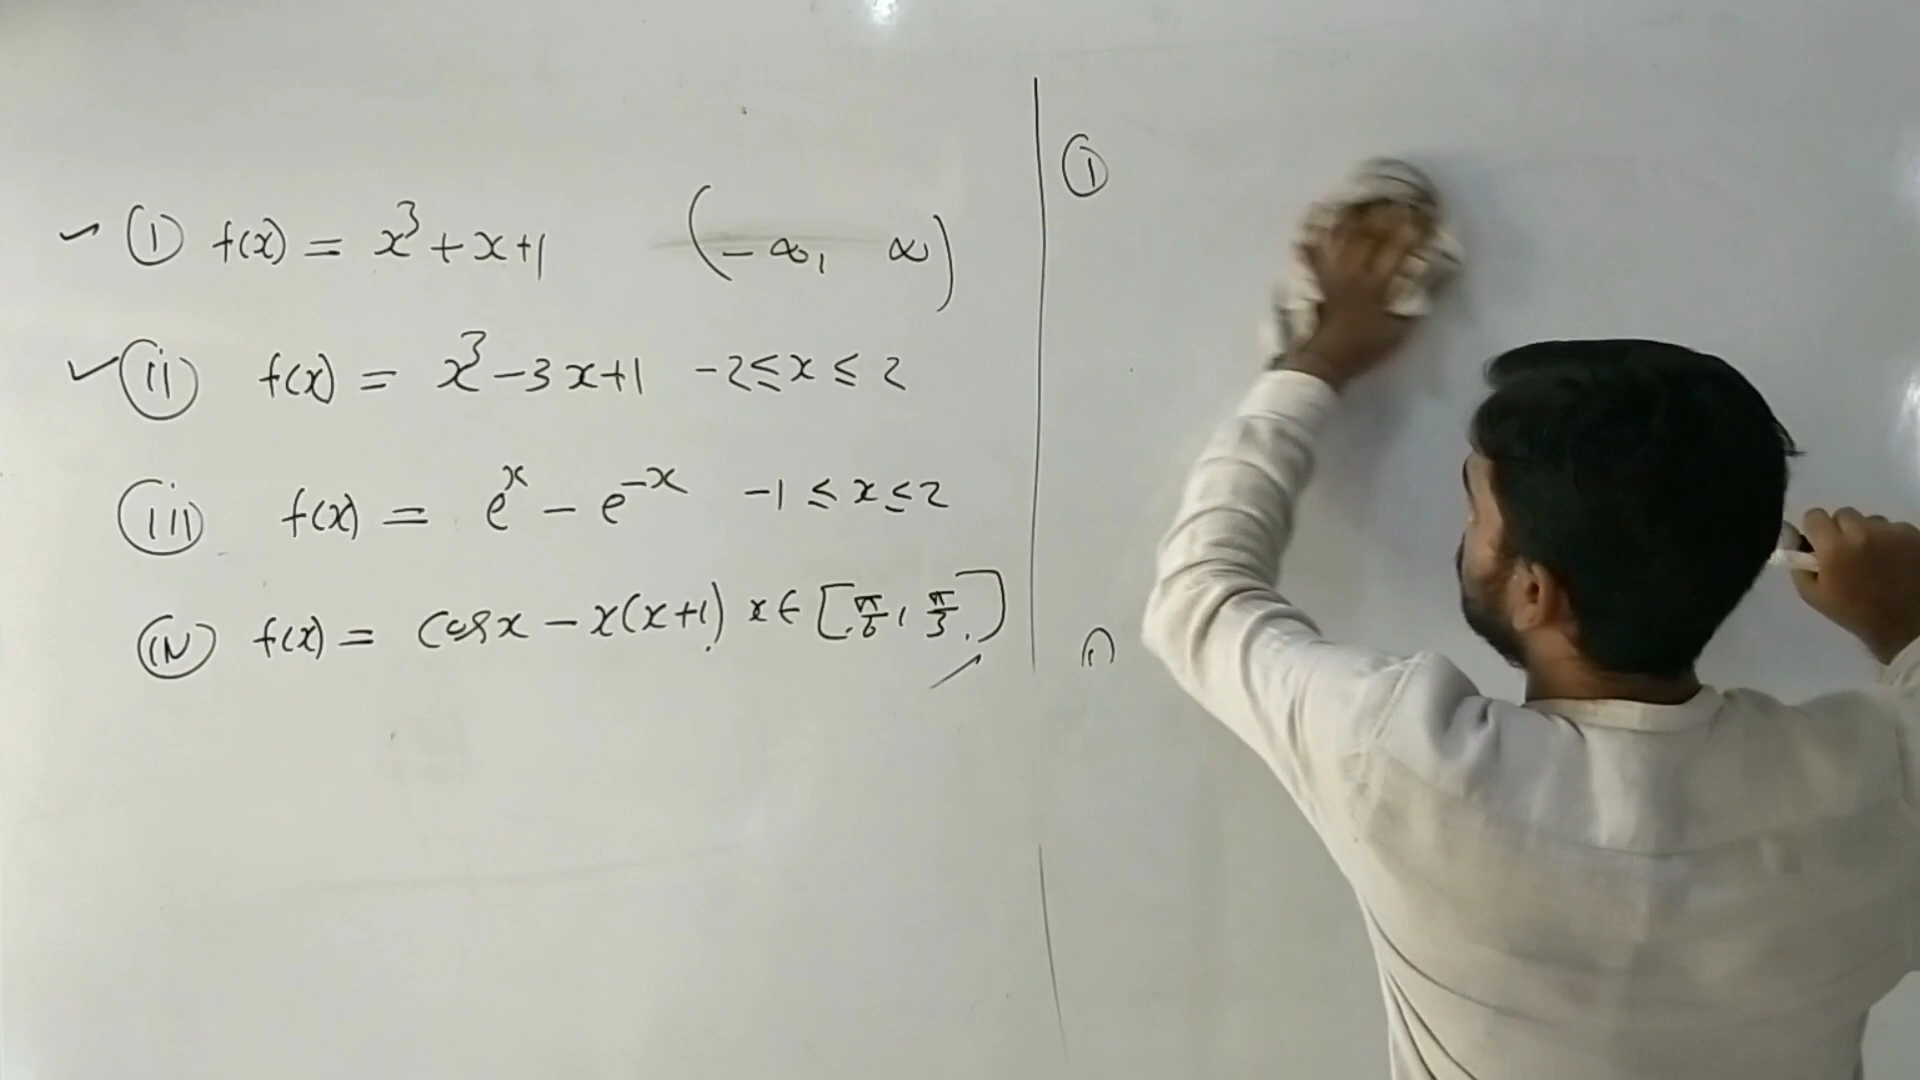 ✓ (i) f(x) = x³ + x + 1 (-∞, ∞)
✓ (ii) f(x) = x³ - 3x + 1 -2 ≤ x ≤ 2
(iii) f(x) = eˣ - e⁻ˣ -1 ≤ x ≤ 2
(iv) f(x) = cos x - x(x+1) x ∈ [π/6, π/3]
(i)